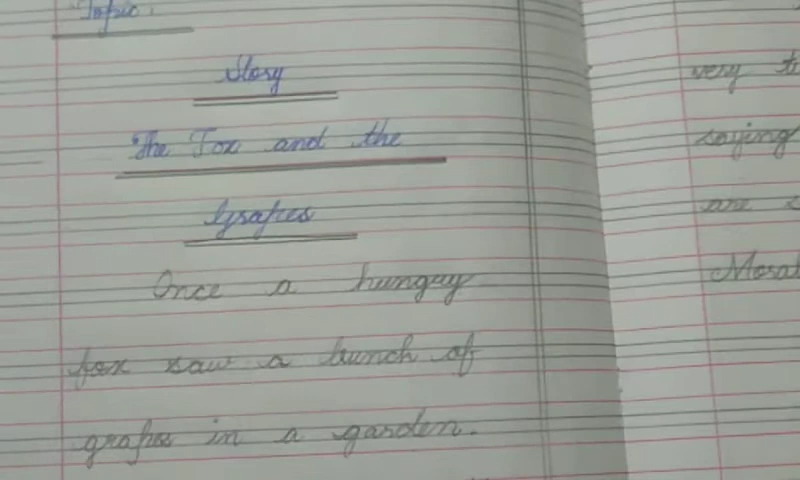 Topic.
Story
The Fox and the
Grapes
Once a hungry
fox saw a bunch of
grapes in a garden.
very
saying
are
Moral